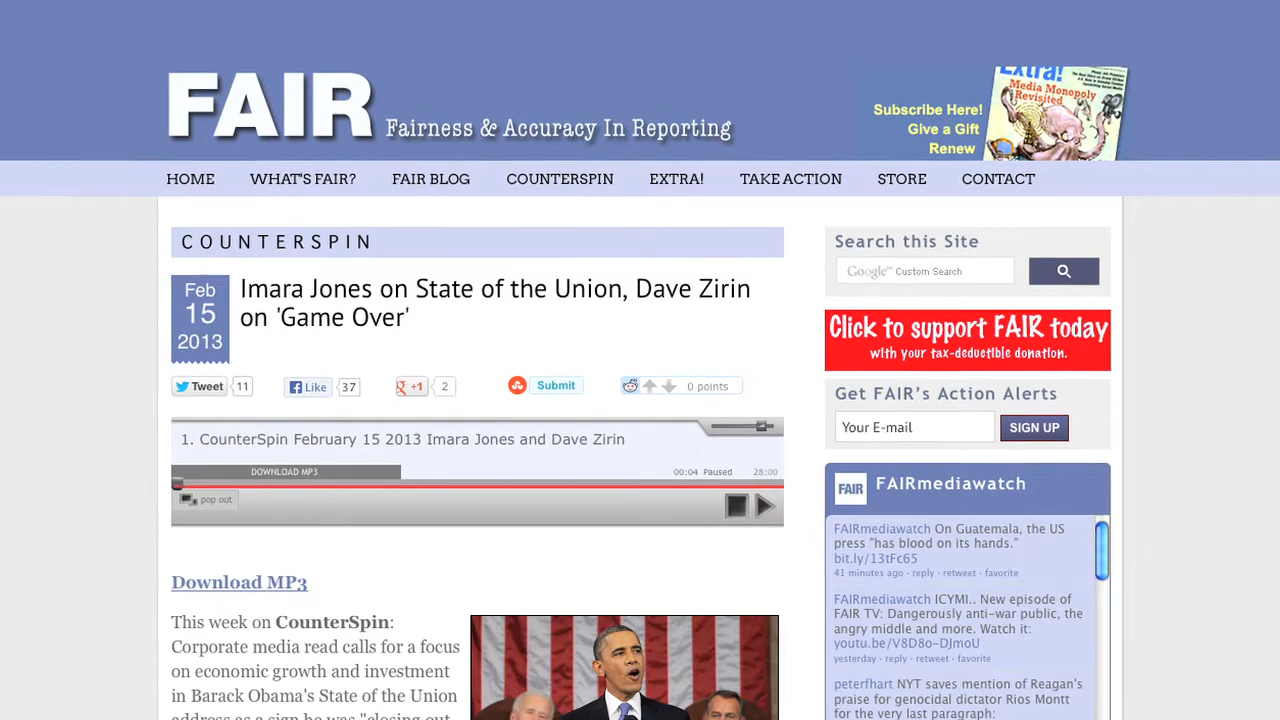 FAIR Fairness & Accuracy In Reporting
Subscribe Here!
Give a Gift
Renew
Extra!
Media Monopoly
Revisited
HOME WHAT'S FAIR? FAIR BLOG COUNTERSPIN EXTRA! TAKE ACTION STORE CONTACT
COUNTERSPIN
Feb
15
2013
Imara Jones on State of the Union, Dave Zirin
on 'Game Over'
Tweet 11 Like 37 +1 2 Submit 0 points
1. CounterSpin February 15 2013 Imara Jones and Dave Zirin
DOWNLOAD MP3 00:04 Paused 28:00
pop out
Download MP3
This week on CounterSpin:
Corporate media read calls for a focus
on economic growth and investment
in Barack Obama's State of the Union
address as a sign he was "closing out
Search this Site
Google™ Custom Search
Click to support FAIR today
with your tax-deductible donation.
Get FAIR's Action Alerts
Your E-mail SIGN UP
FAIR FAIRmediawatch
FAIRmediawatch On Guatemala, the US
press "has blood on its hands."
bit.ly/13tFc65
41 minutes ago · reply · retweet · favorite
FAIRmediawatch ICYMI.. New episode of
FAIR TV: Dangerously anti-war public, the
angry middle and more. Watch it:
youtu.be/V8D8o-DJmoU
yesterday · reply · retweet · favorite
peterfhart NYT saves mention of Reagan's
praise for genocidal dictator Rios Montt
for the very last paragraph: